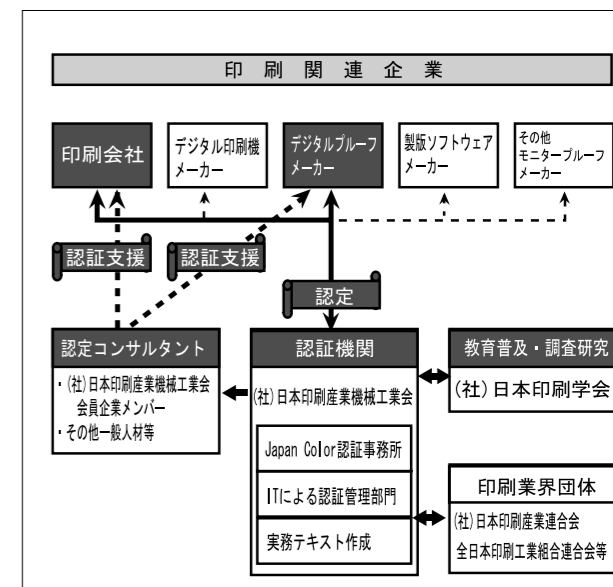 印刷関連企業
印刷会社
デジタル印刷機
メーカー
デジタルプルーフ
メーカー
製版ソフトウェア
メーカー
その他
モニタープルーフ
メーカー
認証支援
認証支援
認定
認定コンサルタント
・(社)日本印刷産業機械工業会
会員企業メンバー
・その他一般人材等
認証機関
(社)日本印刷産業機械工業会
Japan Color認証事務所
ITによる認証管理部門
実務テキスト作成
教育普及・調査研究
(社)日本印刷学会
印刷業界団体
(社)日本印刷産業連合会
全日本印刷工業組合連合会等